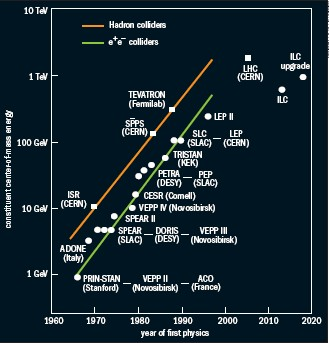 10 TeV
Hadron colliders
e+e− colliders
ILC
upgrade
1 TeV
LHC
(CERN)
ILC
TEVATRON
(Fermilab)
LEP II
SP̄PS
(CERN)
100 GeV
SLC
(SLAC)
LEP
(CERN)
TRISTAN
(KEK)
PETRA
(DESY)
PEP
(SLAC)
CESR (Cornell)
ISR
(CERN)
10 GeV
VEPP IV (Novosibirsk)
SPEAR II
SPEAR
(SLAC)
DORIS
(DESY)
VEPP III
(Novosibirsk)
ADONE
(Italy)
1 GeV
PRIN-STAN
(Stanford)
VEPP II
(Novosibirsk)
ACO
(France)
1960
1970
1980
1990
2000
2010
2020
year of first physics
constituent center-of-mass energy